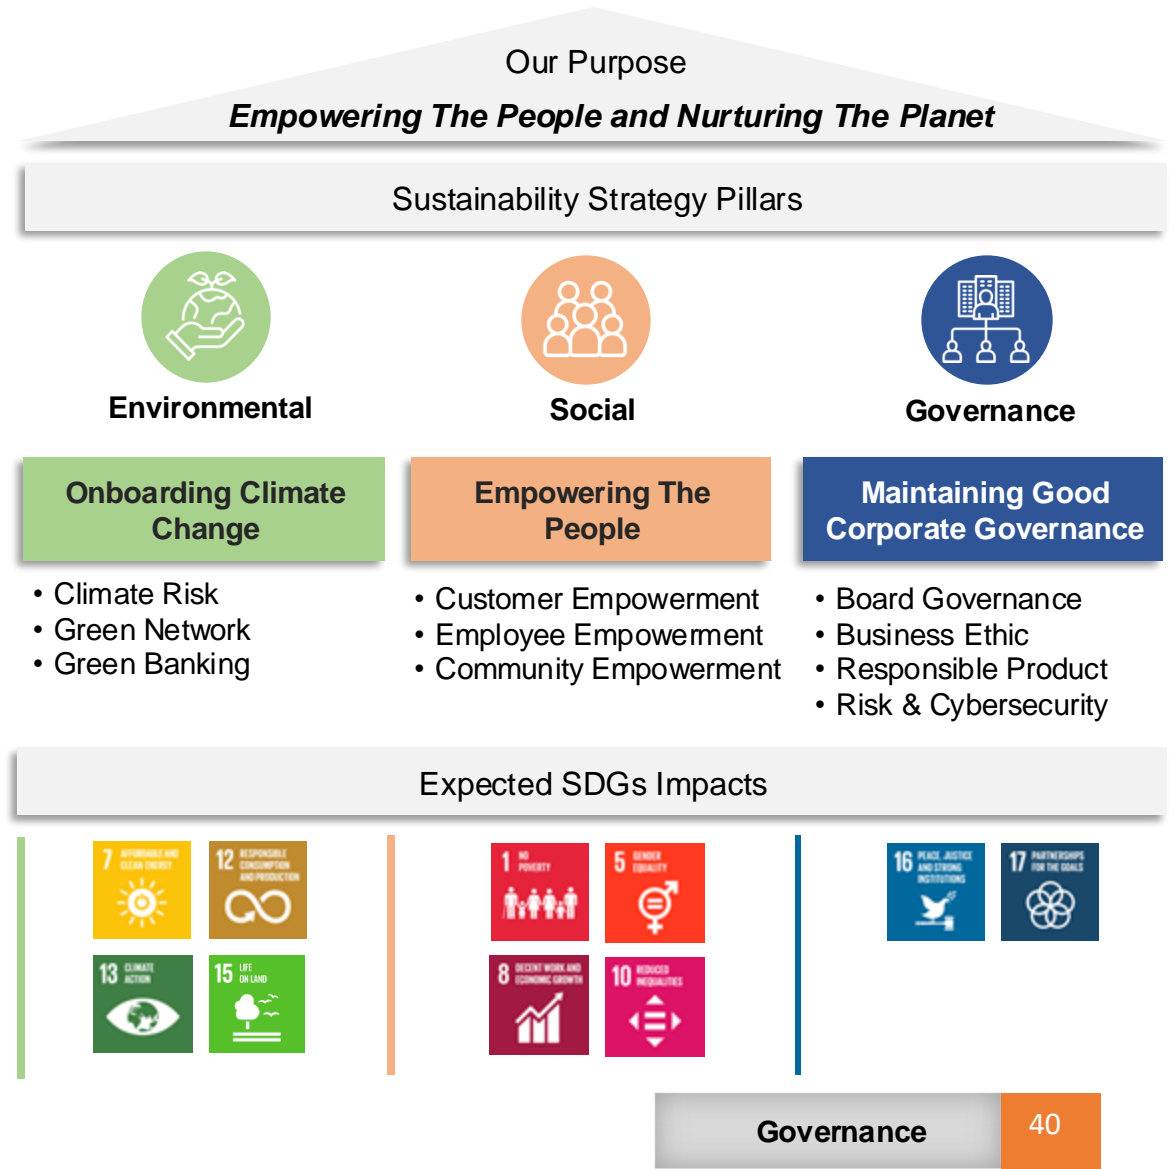 Our Purpose
Empowering The People and Nurturing The Planet
Sustainability Strategy Pillars
Environmental
Social
Governance
Onboarding Climate
Change
Empowering The
People
Maintaining Good
Corporate Governance
• Climate Risk
• Green Network
• Green Banking
• Customer Empowerment
• Employee Empowerment
• Community Empowerment
• Board Governance
• Business Ethic
• Responsible Product
• Risk & Cybersecurity
Expected SDGs Impacts
7 AFFORDABLE AND
CLEAN ENERGY
12 RESPONSIBLE
CONSUMPTION
AND PRODUCTION
13 CLIMATE
ACTION
15 LIFE
ON LAND
1 NO
POVERTY
5 GENDER
EQUALITY
8 DECENT WORK AND
ECONOMIC GROWTH
10 REDUCED
INEQUALITIES
16 PEACE, JUSTICE
AND STRONG
INSTITUTIONS
17 PARTNERSHIPS
FOR THE GOALS
Governance
40